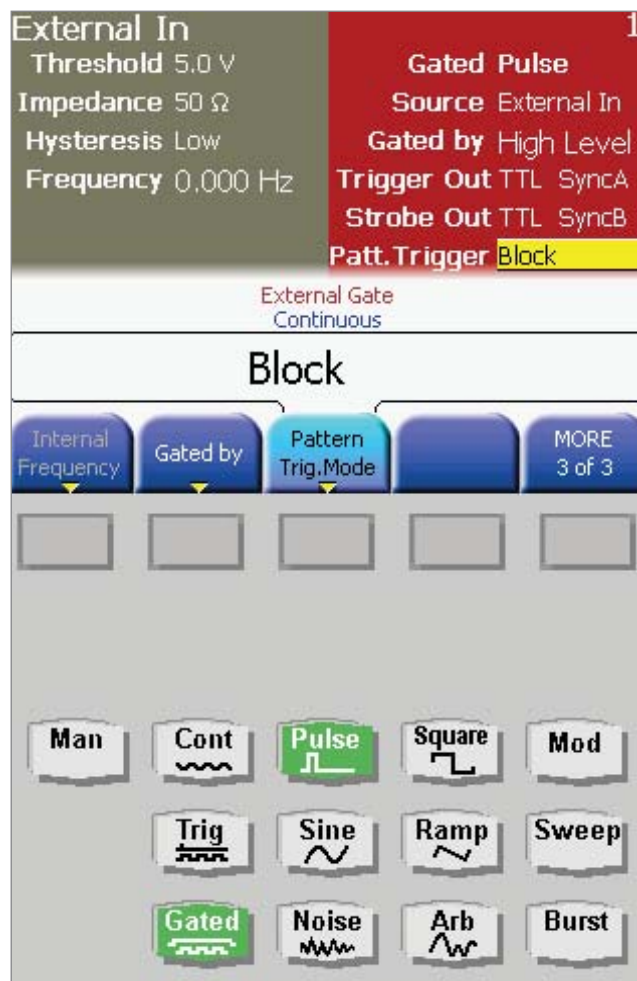 External In
Threshold 5.0 V
Impedance 50 Ω
Hysteresis Low
Frequency 0.000 Hz
1
Gated Pulse
Source External In
Gated by High Level
Trigger Out TTL SyncA
Strobe Out TTL SyncB
Patt.Trigger Block
External Gate
Continuous
Block
Internal
Frequency
Gated by
Pattern
Trig.Mode
MORE
3 of 3
Man
Cont
Pulse
Square
Mod
Trig
Sine
Ramp
Sweep
Gated
Noise
Arb
Burst